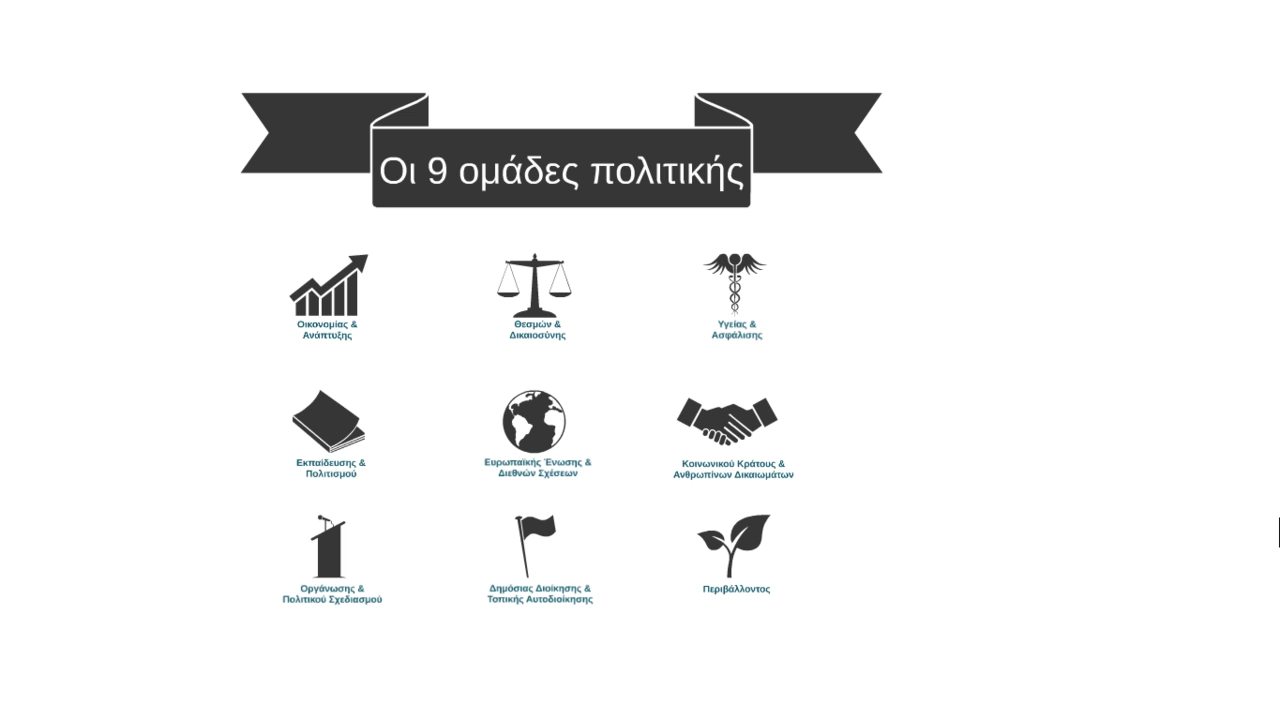 Οι 9 ομάδες πολιτικής
Οικονομίας &
Ανάπτυξης
Θεσμών &
Δικαιοσύνης
Υγείας &
Ασφάλισης
Εκπαίδευσης &
Πολιτισμού
Ευρωπαϊκής Ένωσης &
Διεθνών Σχέσεων
Κοινωνικού Κράτους &
Ανθρωπίνων Δικαιωμάτων
Οργάνωσης &
Πολιτικού Σχεδιασμού
Δημόσιας Διοίκησης &
Τοπικής Αυτοδιοίκησης
Περιβάλλοντος